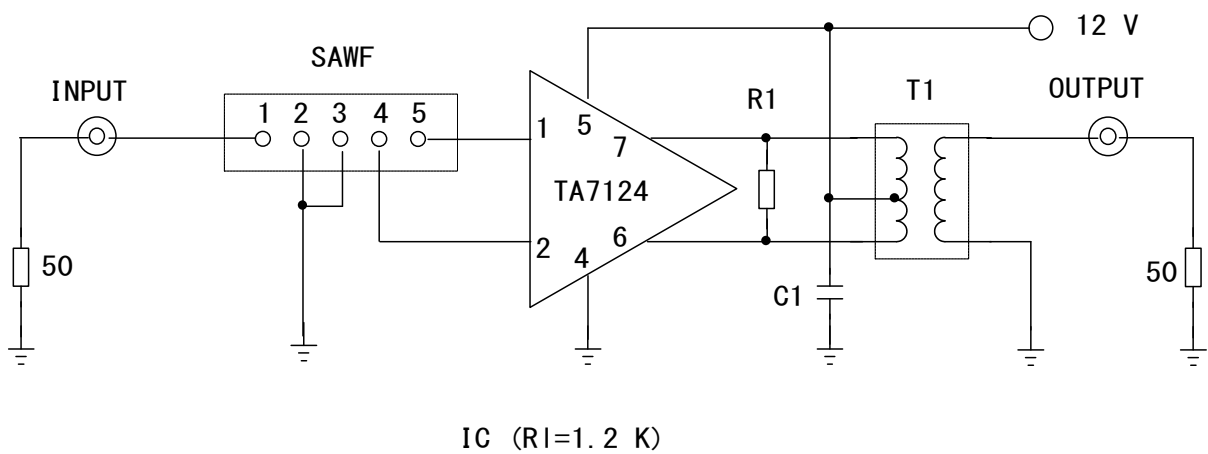 12 V
SAWF
INPUT
R1
T1
OUTPUT
1 2 3 4 5
1
5
7
TA7124
2
4
6
50
C1
50
IC (RI=1.2 K)